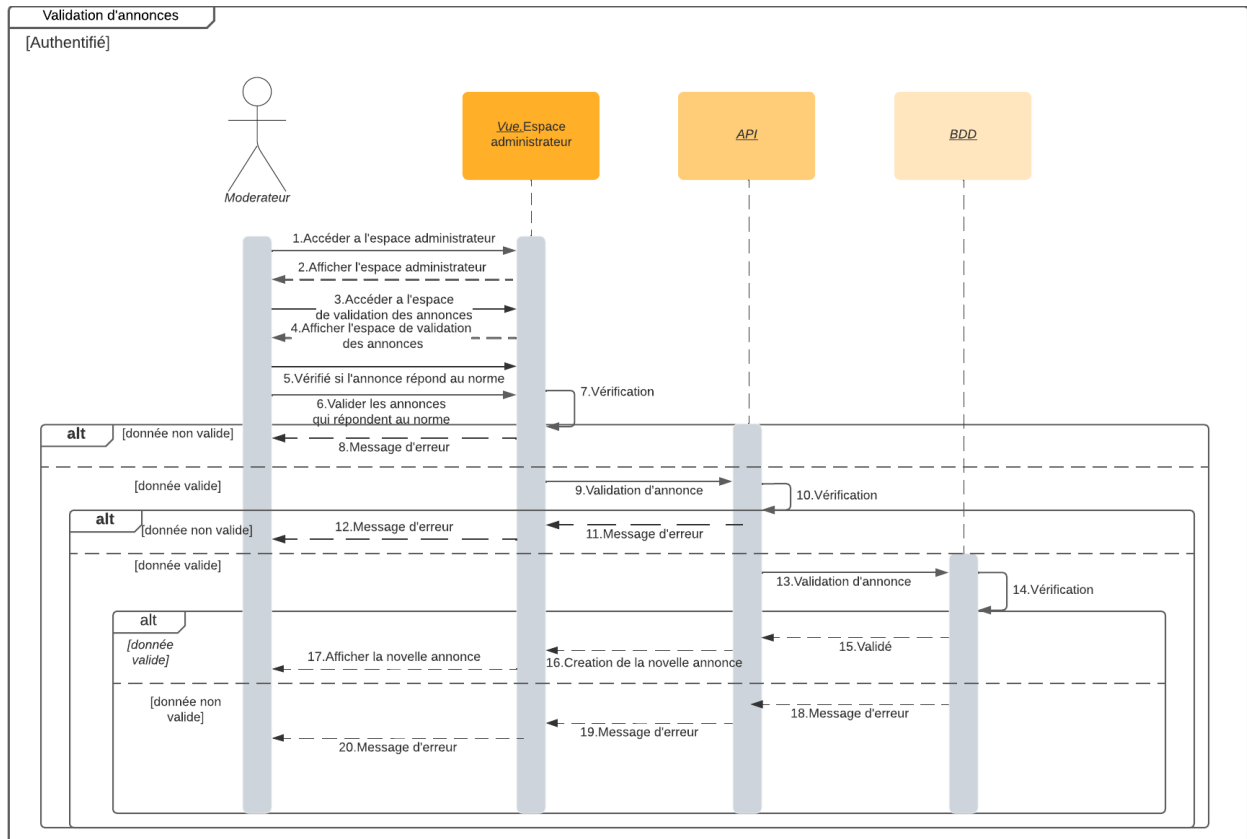 Validation d'annonces
[Authentifié]
Vue.Espace
administrateur
API
BDD
Moderateur
1.Accéder a l'espace administrateur
2.Afficher l'espace administrateur
3.Accéder a l'espace
de validation des annonces
4.Afficher l'espace de validation
des annonces
5.Vérifié si l'annonce répond au norme
6.Valider les annonces
qui répondent au norme
7.Vérification
alt
[donnée non valide]
8.Message d'erreur
[donnée valide]
9.Validation d'annonce
10.Vérification
alt
[donnée non valide]
11.Message d'erreur
12.Message d'erreur
[donnée valide]
13.Validation d'annonce
14.Vérification
alt
[donnée
valide]
15.Validé
16.Creation de la novelle annonce
17.Afficher la novelle annonce
[donnée non
valide]
18.Message d'erreur
19.Message d'erreur
20.Message d'erreur